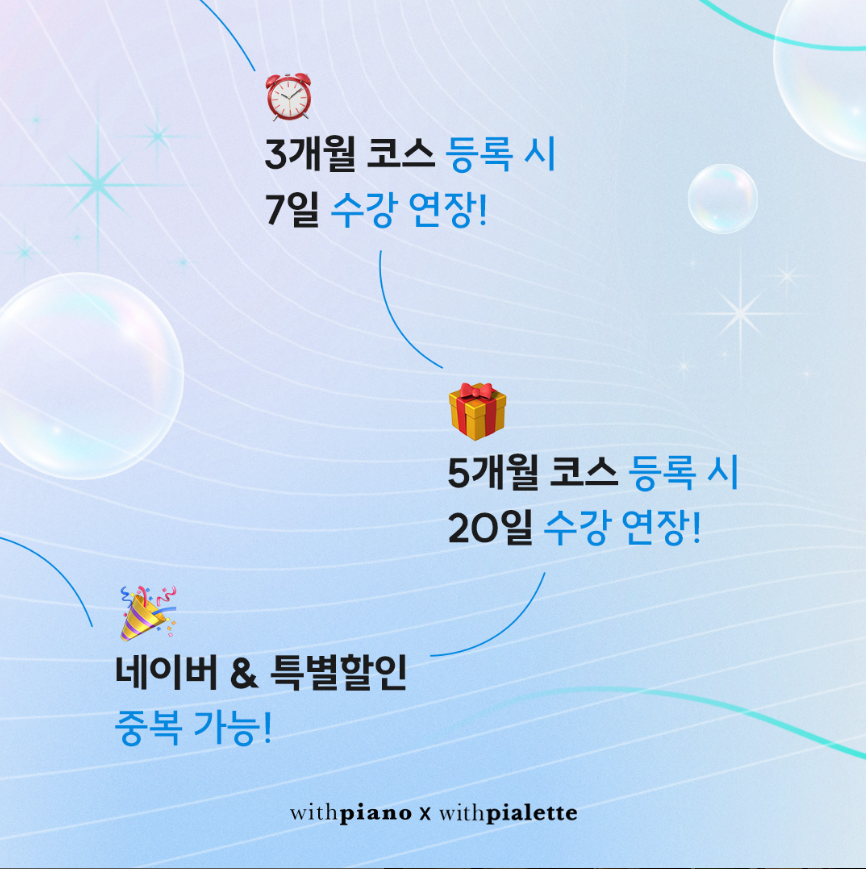 3개월 코스 등록 시
7일 수강 연장!
5개월 코스 등록 시
20일 수강 연장!
네이버 & 특별할인
중복 가능!
withpiano x withpialette